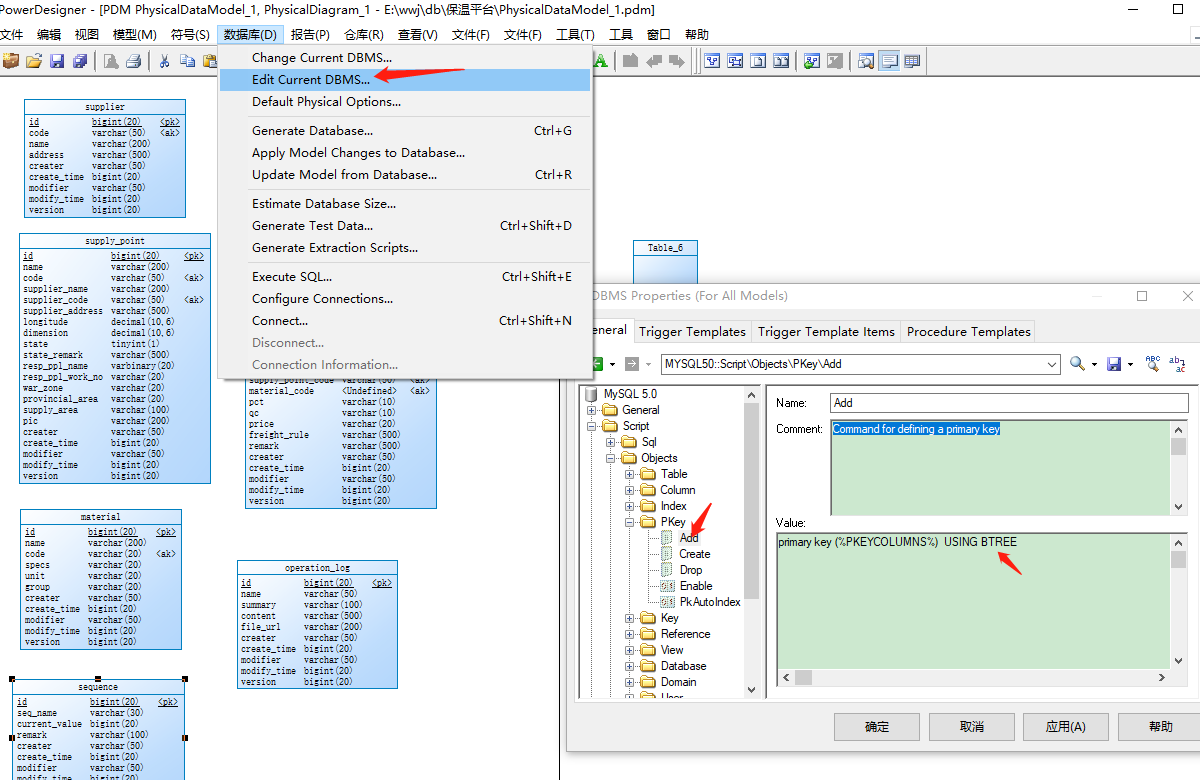 PowerDesigner - [PDM PhysicalDataModel_1, PhysicalDiagram_1 - E:\wwj\db\保温平台\PhysicalDataModel_1.pdm]
文件 编辑 视图 模型(M) 符号(S) 数据库(D) 报告(P) 仓库(R) 查看(V) 文件(F) 文件(F) 工具(T) 工具 窗口 帮助
Change Current DBMS...
Edit Current DBMS...
Default Physical Options...
Generate Database... Ctrl+G
Apply Model Changes to Database...
Update Model from Database... Ctrl+R
Estimate Database Size...
Generate Test Data... Ctrl+Shift+D
Generate Extraction Scripts...
Execute SQL... Ctrl+Shift+E
Configure Connections...
Connect... Ctrl+Shift+N
Disconnect...
Connection Information...
supplier
id bigint(20) <pk>
code varchar(50) <ak>
name varchar(200)
address varchar(500)
creater varchar(50)
create_time bigint(20)
modifier varchar(50)
modify_time bigint(20)
version bigint(20)
supply_point
id bigint(20) <pk>
name varchar(200)
code varchar(50) <ak>
supplier_name varchar(200)
supplier_code varchar(50) <ak>
supplier_address varchar(500)
longitude decimal(10,6)
dimension decimal(10,6)
state tinyint(1)
state_remark varchar(500)
resp_ppl_name varbinary(20)
resp_ppl_work_no varchar(20)
war_zone varchar(20)
provincial_area varchar(20)
supply_area varchar(100)
pic varchar(200)
creater varchar(50)
create_time bigint(20)
modifier varchar(50)
modify_time bigint(20)
version bigint(20)
supply_point_code varchar(50) <ak>
material_code <Undefined> <ak>
pct varchar(10)
qc varchar(10)
price varchar(20)
freight_rule varchar(500)
remark varchar(500)
creater varchar(50)
create_time bigint(20)
modifier varchar(50)
modify_time bigint(20)
version bigint(20)
material
id bigint(20) <pk>
name varchar(200)
code varchar(20) <ak>
specs varchar(20)
unit varchar(20)
group varchar(20)
creater varchar(50)
create_time bigint(20)
modifier varchar(50)
modify_time bigint(20)
version bigint(20)
operation_log
id bigint(20) <pk>
name varchar(50)
summary varchar(100)
content varchar(500)
file_url varchar(200)
creater varchar(50)
create_time bigint(20)
modifier varchar(50)
modify_time bigint(20)
version bigint(20)
sequence
id bigint(20) <pk>
seq_name varchar(30)
current_value bigint(20)
remark varchar(100)
creater varchar(50)
create_time bigint(20)
modifier varchar(50)
modify_time bigint(20)
Table_6
DBMS Properties (For All Models)
eneral Trigger Templates Trigger Template Items Procedure Templates
MYSQL50::Script\Objects\PKey\Add
MySQL 5.0
General
Script
Sql
Objects
Table
Column
Index
PKey
Add
Create
Drop
Enable
PkAutoIndex
Key
Reference
View
Database
Domain
User
Name: Add
Comment: Command for defining a primary key
Value:
primary key (%PKEYCOLUMNS%) USING BTREE
确定 取消 应用(A) 帮助